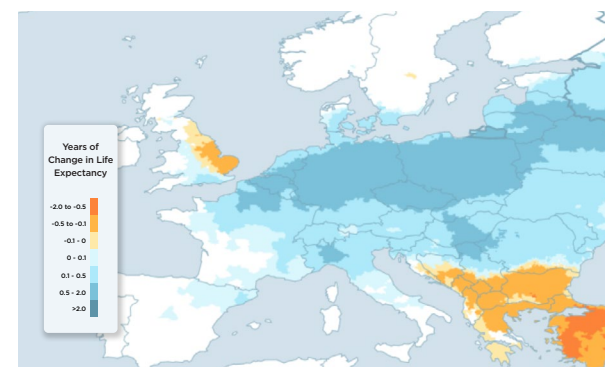 Years of
Change in Life
Expectancy
-2.0 to -0.5
-0.5 to -0.1
-0.1 - 0
0 - 0.1
0.1 - 0.5
0.5 - 2.0
>2.0